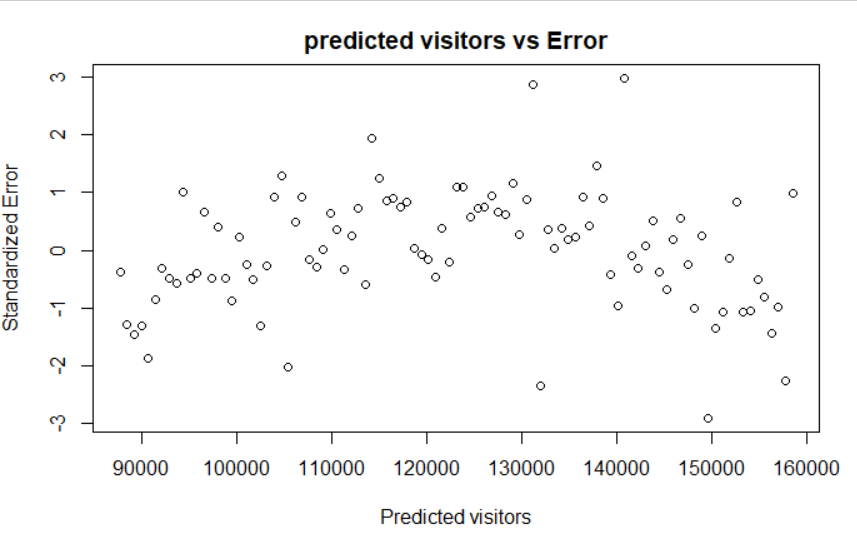 predicted visitors vs Error
Standardized Error
3
2
1
0
-1
-2
-3
90000 100000 110000 120000 130000 140000 150000 160000
Predicted visitors